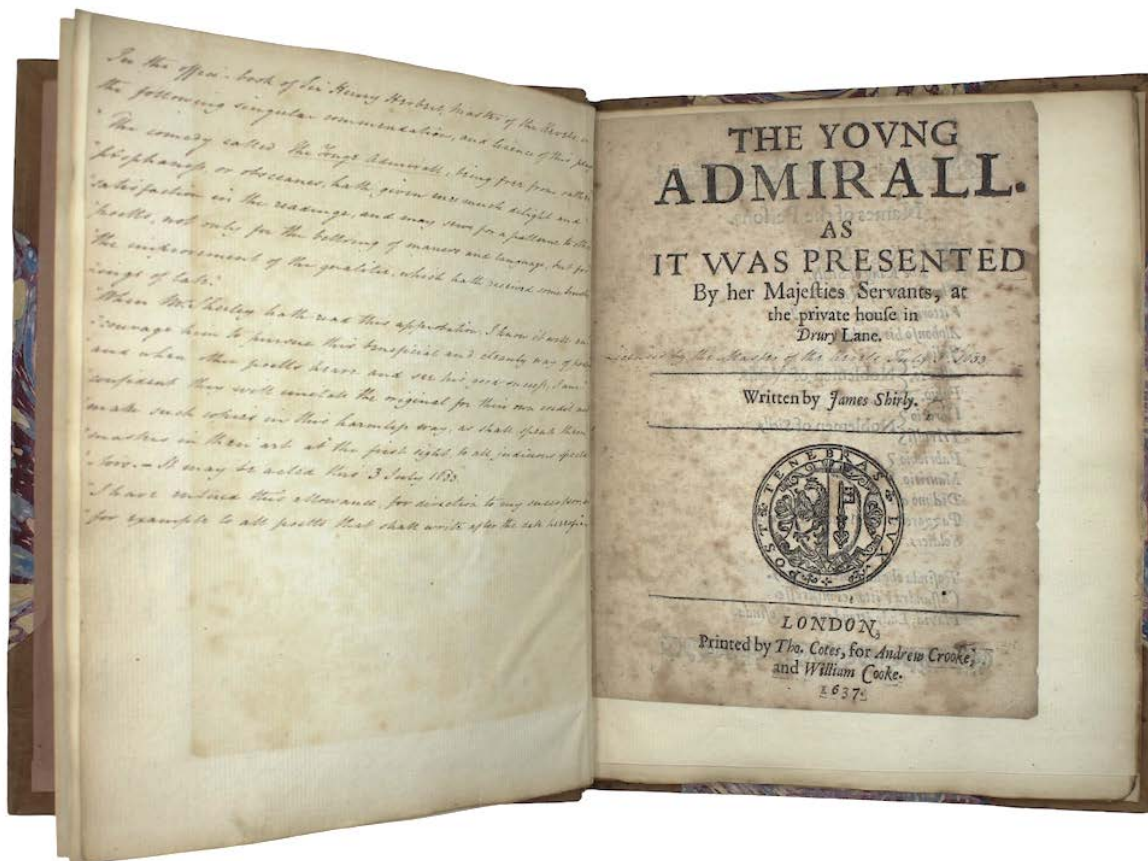 In the office-book of Sir Henry Herbert, Master of the Revels, is
the following singular commendation, and licence of this play
"The comedy called The Yonge Admirall, being free from oathes,
"prophaness or obsceanes, hath given mee much delight and
"satisfaction in the readinge, and may serve for a patterne to other
"poetts, not only for the bettring of maners and language, but for
"the improvement of the quality, which hath received some brush-
"ings of late.
"When Mr Sherley hath read this approbation, I know it will en-
"courage him to pursue this beneficial and cleanly way of poetry
"and when other poetts heare and see his good success, I am
"confident they will imitate the original for their own credit, and
"make such copies in this harmless way, as shall speak them
"masters in their art, at the first sight, to all judicious specta-
"tors. — It may be acted this 3 July 1633.
"I have entered this allowance, for direction to my successor, and
for example to all poetts that shall write after the date hereof
THE YOVNG
ADMIRALL.
AS
IT WAS PRESENTED
By her Majeſties Servants, at
the private houſe in
Drury Lane.
Licensed by the Master of the Revels July 3. 1633
Written by James Shirly.
POST TENEBRAS LVX
LONDON,
Printed by Tho. Cotes, for Andrew Crooke,
and William Cooke.
1637.